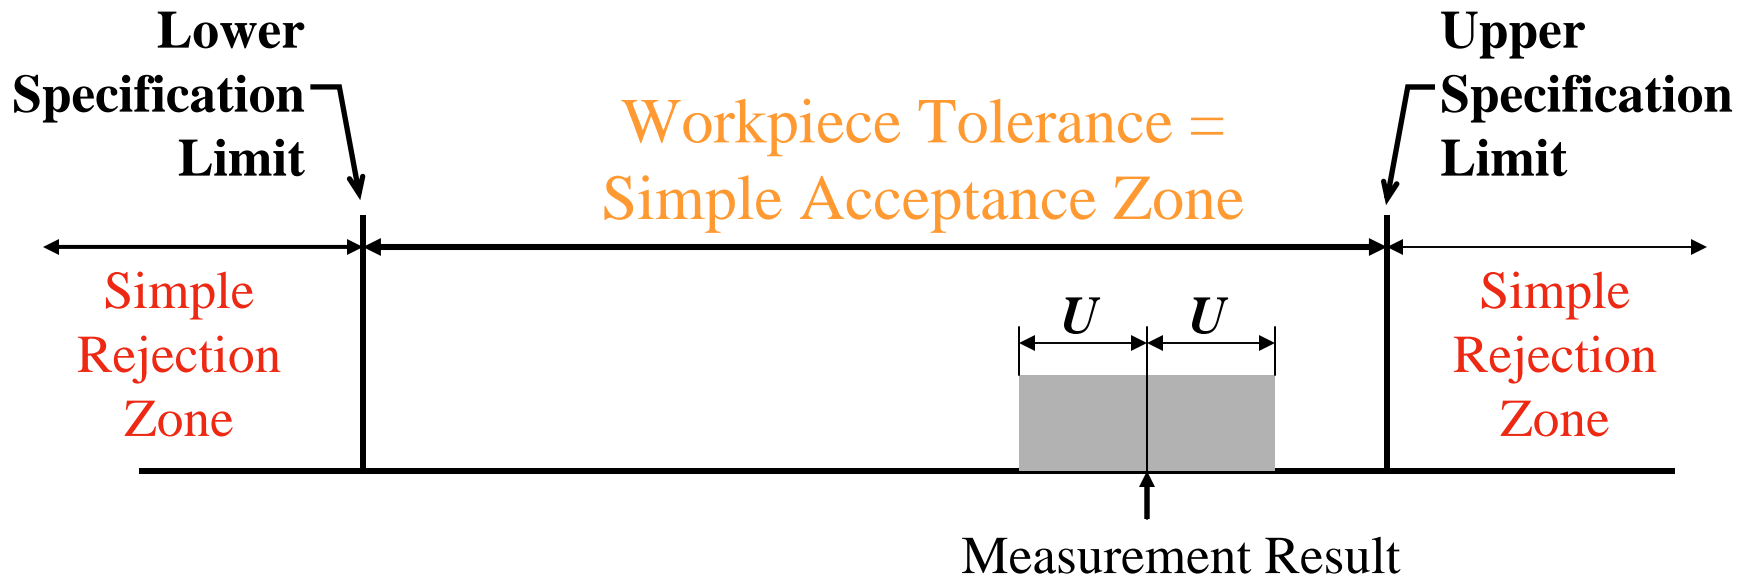 Lower
Specification
Limit
Upper
Specification
Limit
Workpiece Tolerance =
Simple Acceptance Zone
Simple
Rejection
Zone
U
U
Simple
Rejection
Zone
Measurement Result